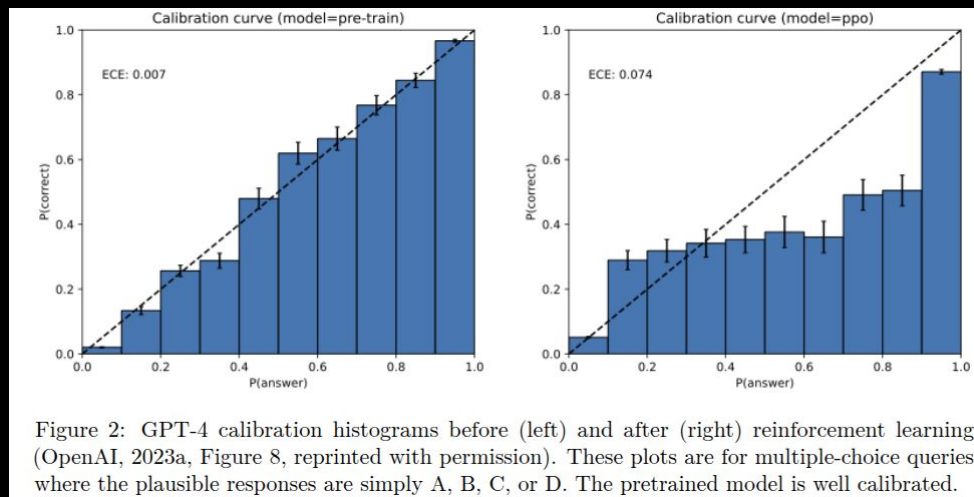 Calibration curve (model=pre-train)
1.0
ECE: 0.007
0.8
0.6
P(correct)
0.4
0.2
0.0
0.0 0.2 0.4 0.6 0.8 1.0
P(answer)
Calibration curve (model=ppo)
1.0
ECE: 0.074
0.8
0.6
P(correct)
0.4
0.2
0.0
0.0 0.2 0.4 0.6 0.8 1.0
P(answer)
Figure 2: GPT-4 calibration histograms before (left) and after (right) reinforcement learning
(OpenAI, 2023a, Figure 8, reprinted with permission). These plots are for multiple-choice queries
where the plausible responses are simply A, B, C, or D. The pretrained model is well calibrated.